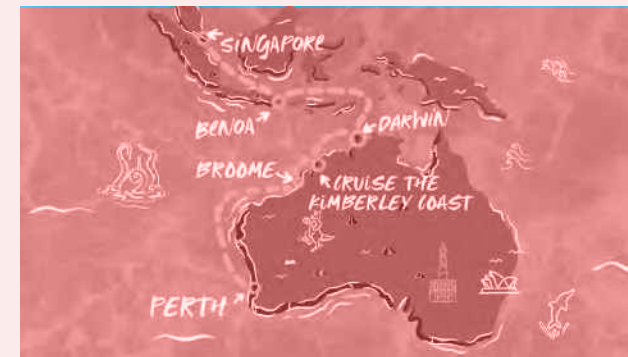 SINGAPORE
BENOA
DARWIN
BROOME
CRUISE THE
KIMBERLEY COAST
PERTH